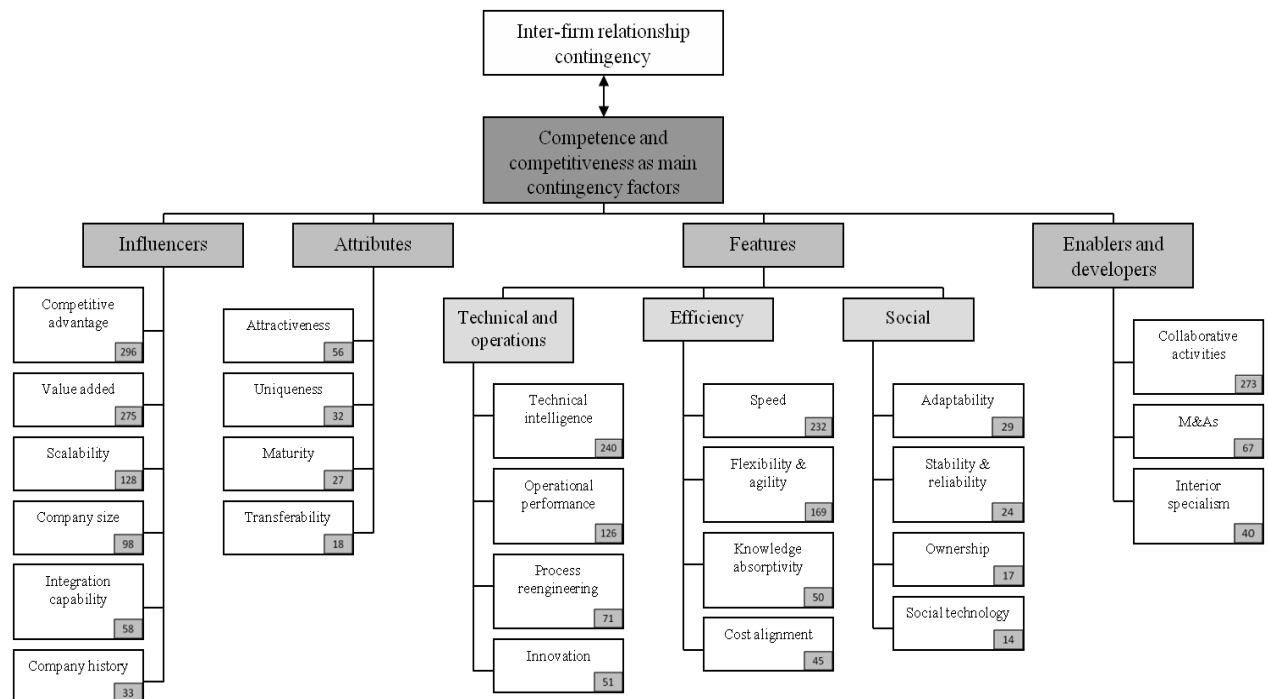 Inter-firm relationship
contingency
Competence and
competitiveness as main
contingency factors
Influencers
Competitive
advantage
296
Value added
275
Scalability
128
Company size
98
Integration
capability
58
Company history
33
Attributes
Attractiveness
56
Uniqueness
32
Maturity
27
Transferability
18
Features
Technical and
operations
Technical
intelligence
240
Operational
performance
126
Process
reengineering
71
Innovation
51
Efficiency
Speed
232
Flexibility &
agility
169
Knowledge
absorptivity
50
Cost alignment
45
Social
Adaptability
29
Stability &
reliability
24
Ownership
17
Social technology
14
Enablers and
developers
Collaborative
activities
273
M&As
67
Interior
specialism
40